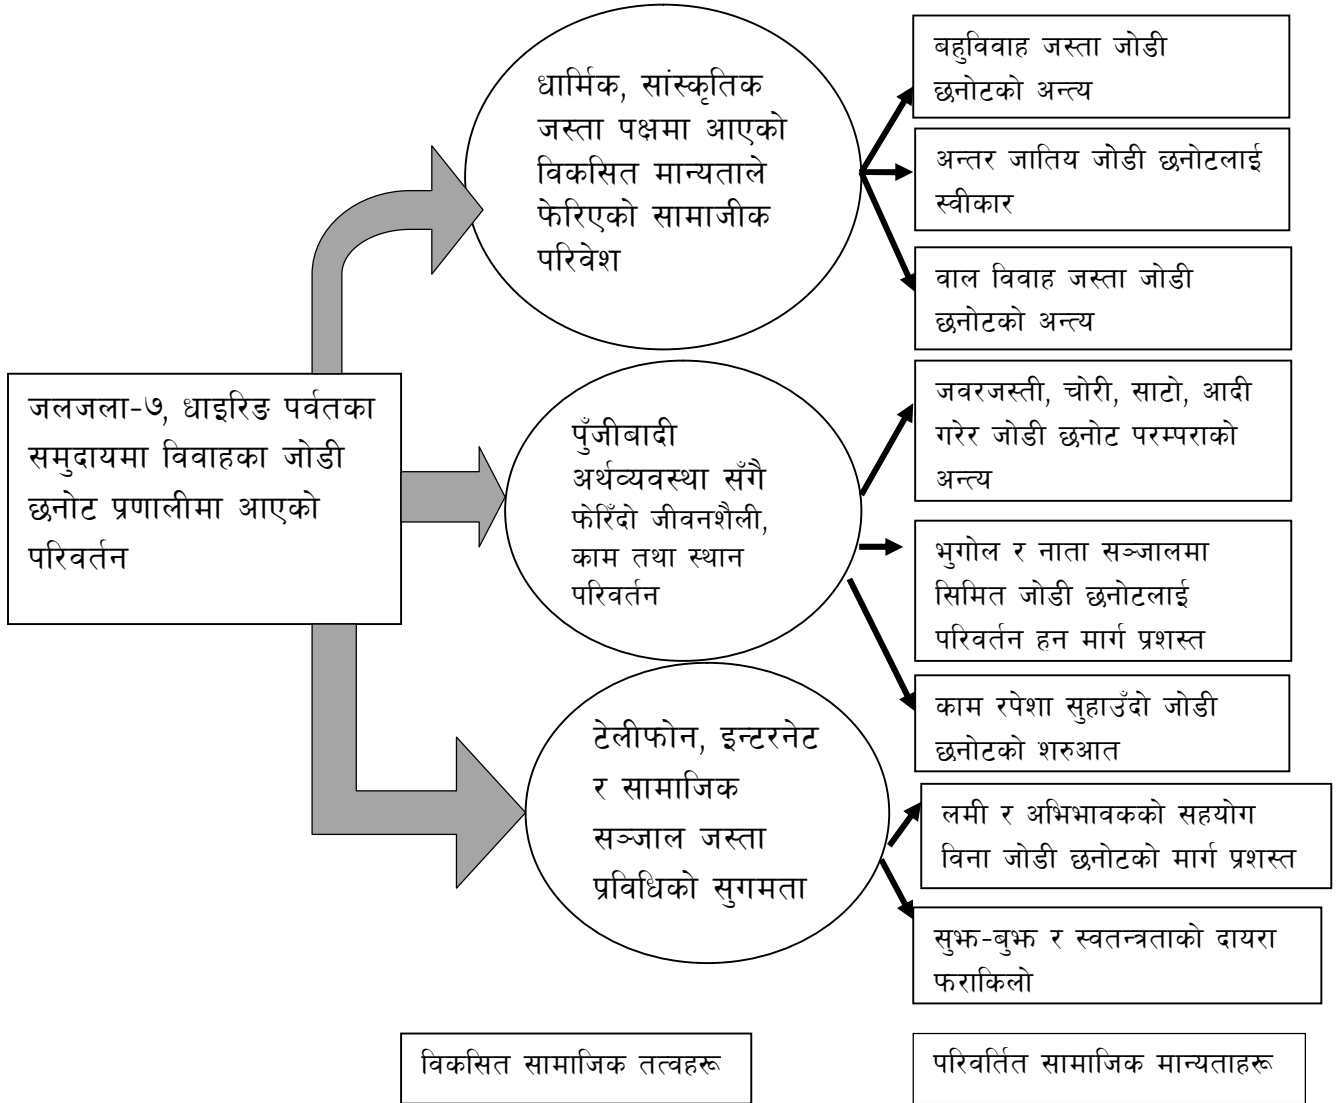 जलजला-७, धाइरिङ पर्वतका
समुदायमा विवाहका जोडी
छनोट प्रणालीमा आएको
परिवर्तन
धार्मिक, सांस्कृतिक
जस्ता पक्षमा आएको
विकसित मान्यताले
फेरिएको सामाजीक
परिवेश
बहुविवाह जस्ता जोडी
छनोटको अन्त्य
अन्तर जातिय जोडी छनोटलाई
स्वीकार
वाल विवाह जस्ता जोडी
छनोटको अन्त्य
पुँजीबादी
अर्थव्यवस्था सँगै
फेरिँदो जीवनशैली,
काम तथा स्थान
परिवर्तन
जवरजस्ती, चोरी, साटो, आदी
गरेर जोडी छनोट परम्पराको
अन्त्य
भुगोल र नाता सञ्जालमा
सिमित जोडी छनोटलाई
परिवर्तन हन मार्ग प्रशस्त
काम रपेशा सुहाउँदो जोडी
छनोटको शरुआत
टेलीफोन, इन्टरनेट
र सामाजिक
सञ्जाल जस्ता
प्रविधिको सुगमता
लमी र अभिभावकको सहयोग
विना जोडी छनोटको मार्ग प्रशस्त
सुझ-बुझ र स्वतन्त्रताको दायरा
फराकिलो
विकसित सामाजिक तत्वहरू
परिवर्तित सामाजिक मान्यताहरू